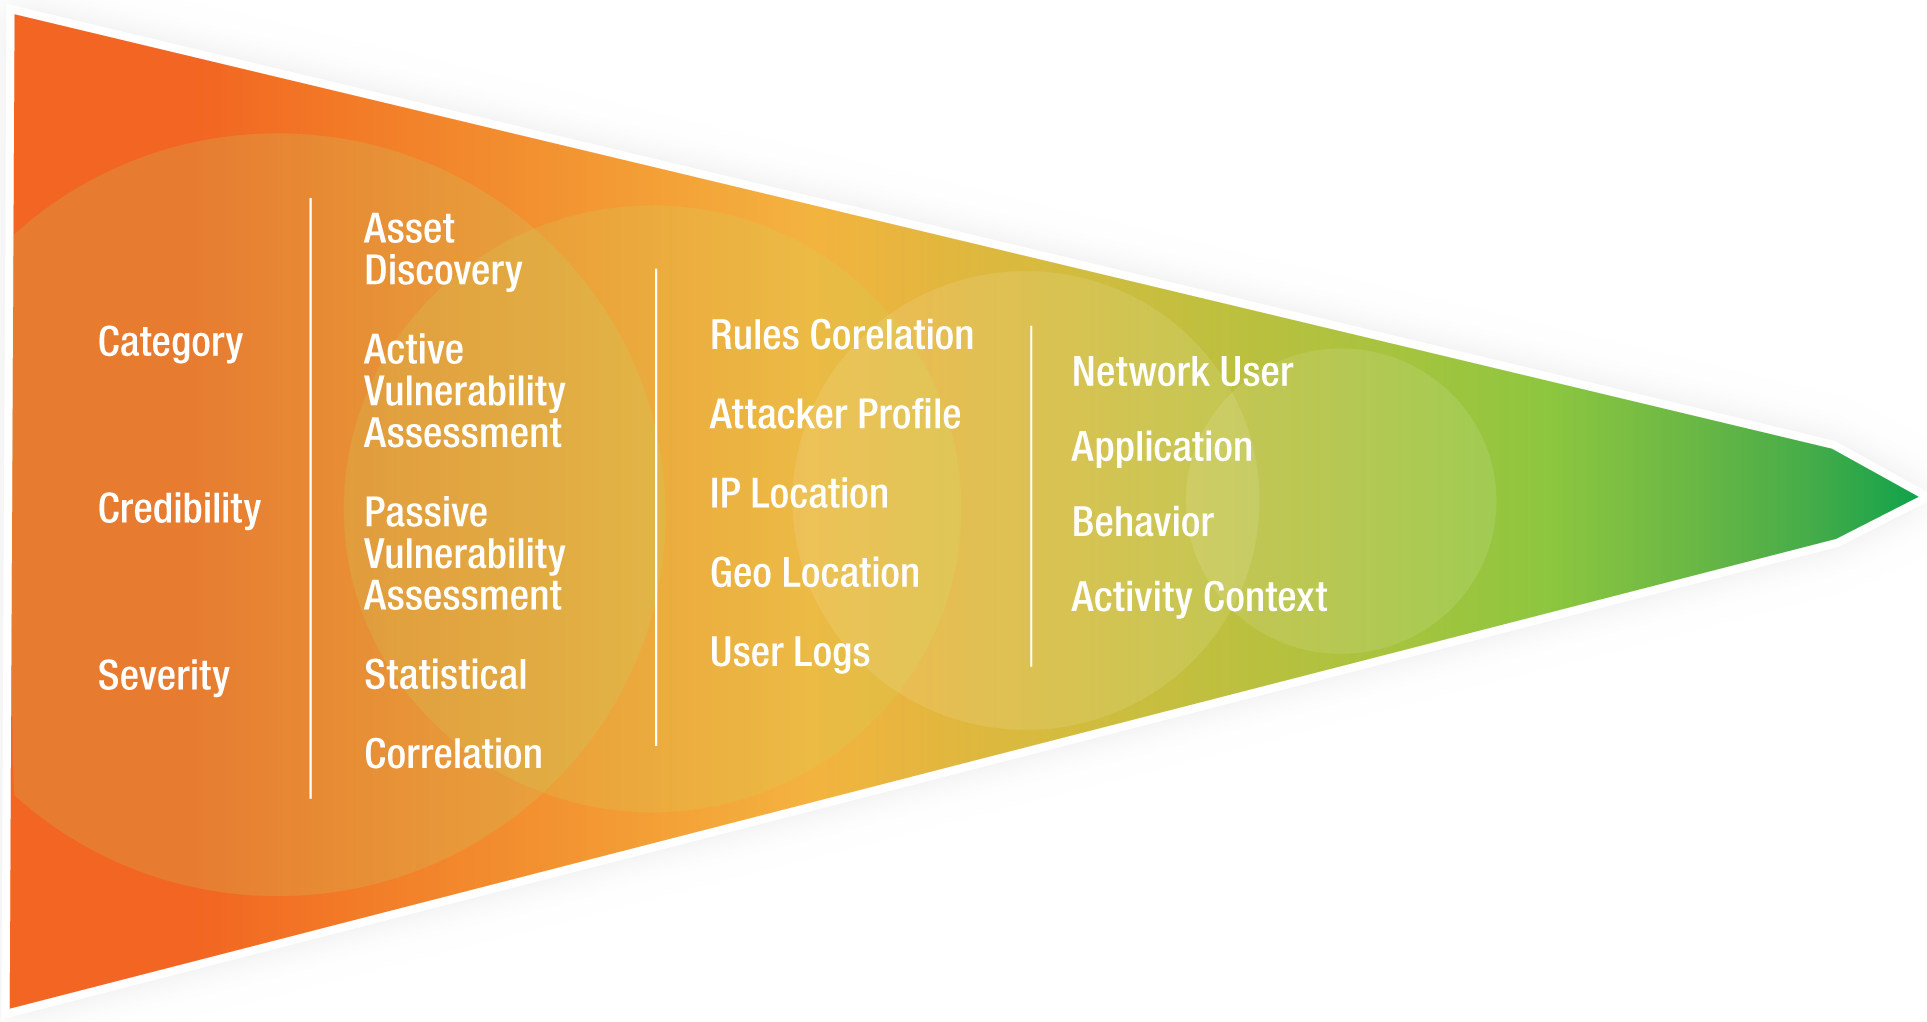 Category
Credibility
Severity
Asset
Discovery
Active
Vulnerability
Assessment
Passive
Vulnerability
Assessment
Statistical
Correlation
Rules Corelation
Attacker Profile
IP Location
Geo Location
User Logs
Network User
Application
Behavior
Activity Context